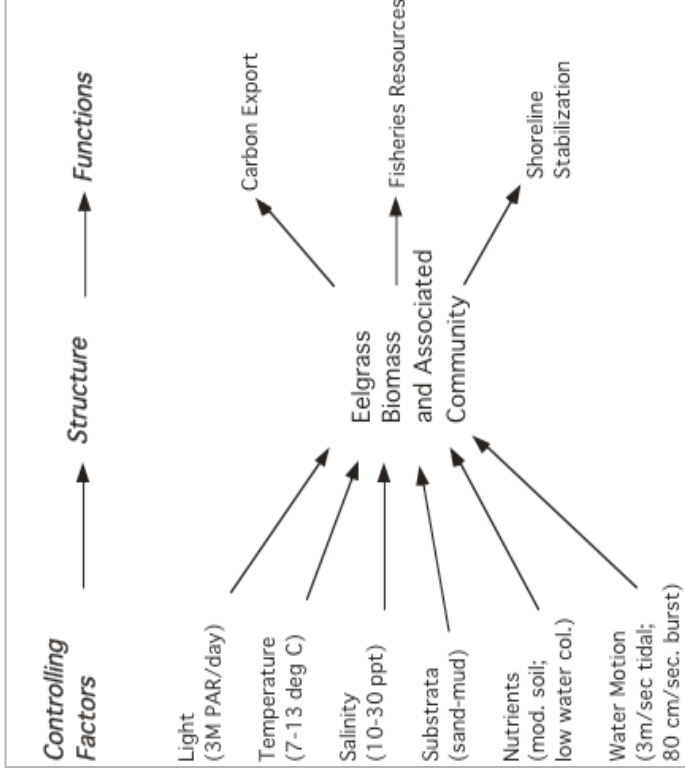 Controlling
Factors
Structure
Functions
Light
(3M PAR/day)
Temperature
(7-13 deg C)
Salinity
(10-30 ppt)
Substrata
(sand-mud)
Nutrients
(mod. soil;
low water col.)
Water Motion
(3m/sec tidal;
80 cm/sec. burst)
Eelgrass
Biomass
and Associated
Community
Carbon Export
Fisheries Resources
Shoreline
Stabilization